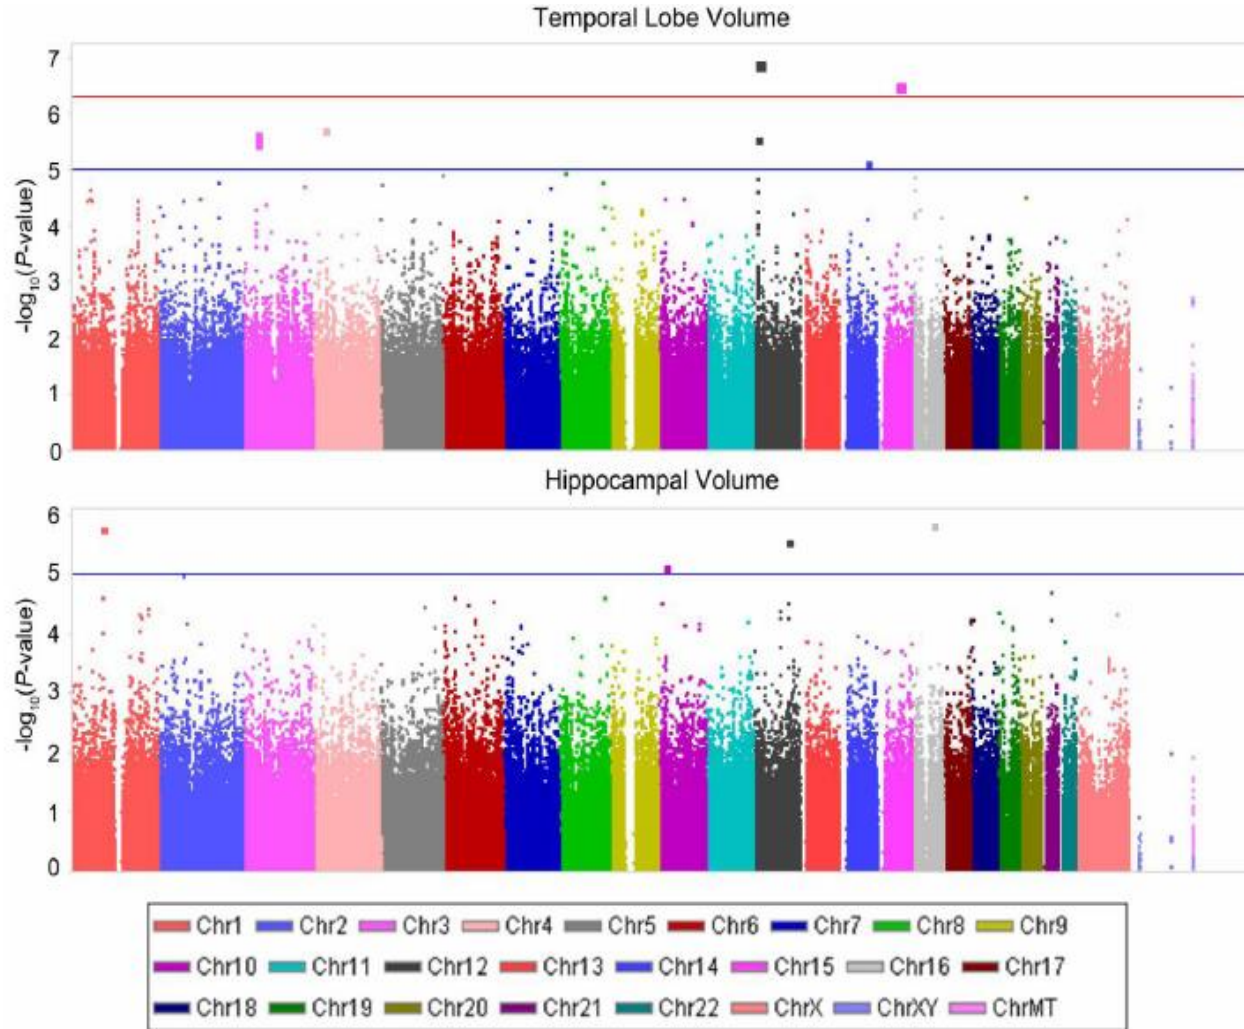 Temporal Lobe Volume
7
6
5
4
3
2
1
0
-log10(P-value)
Hippocampal Volume
6
5
4
3
2
1
0
-log10(P-value)
Chr1 Chr2 Chr3 Chr4 Chr5 Chr6 Chr7 Chr8 Chr9
Chr10 Chr11 Chr12 Chr13 Chr14 Chr15 Chr16 Chr17
Chr18 Chr19 Chr20 Chr21 Chr22 ChrX ChrXY ChrMT